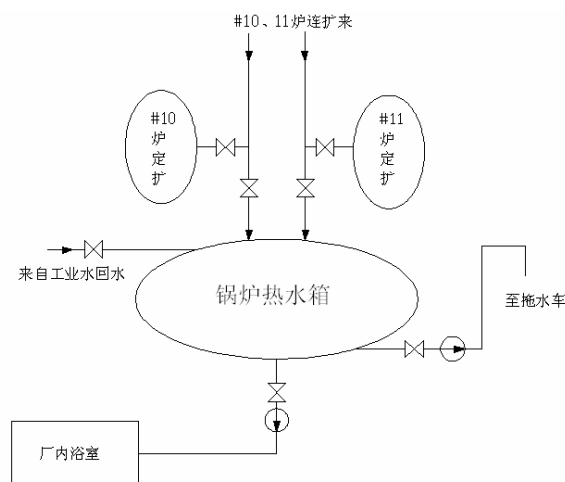 #10、11炉连扩来
#10
炉
定
扩
#11
炉
定
扩
来自工业水回水
锅炉热水箱
至拖水车
厂内浴室